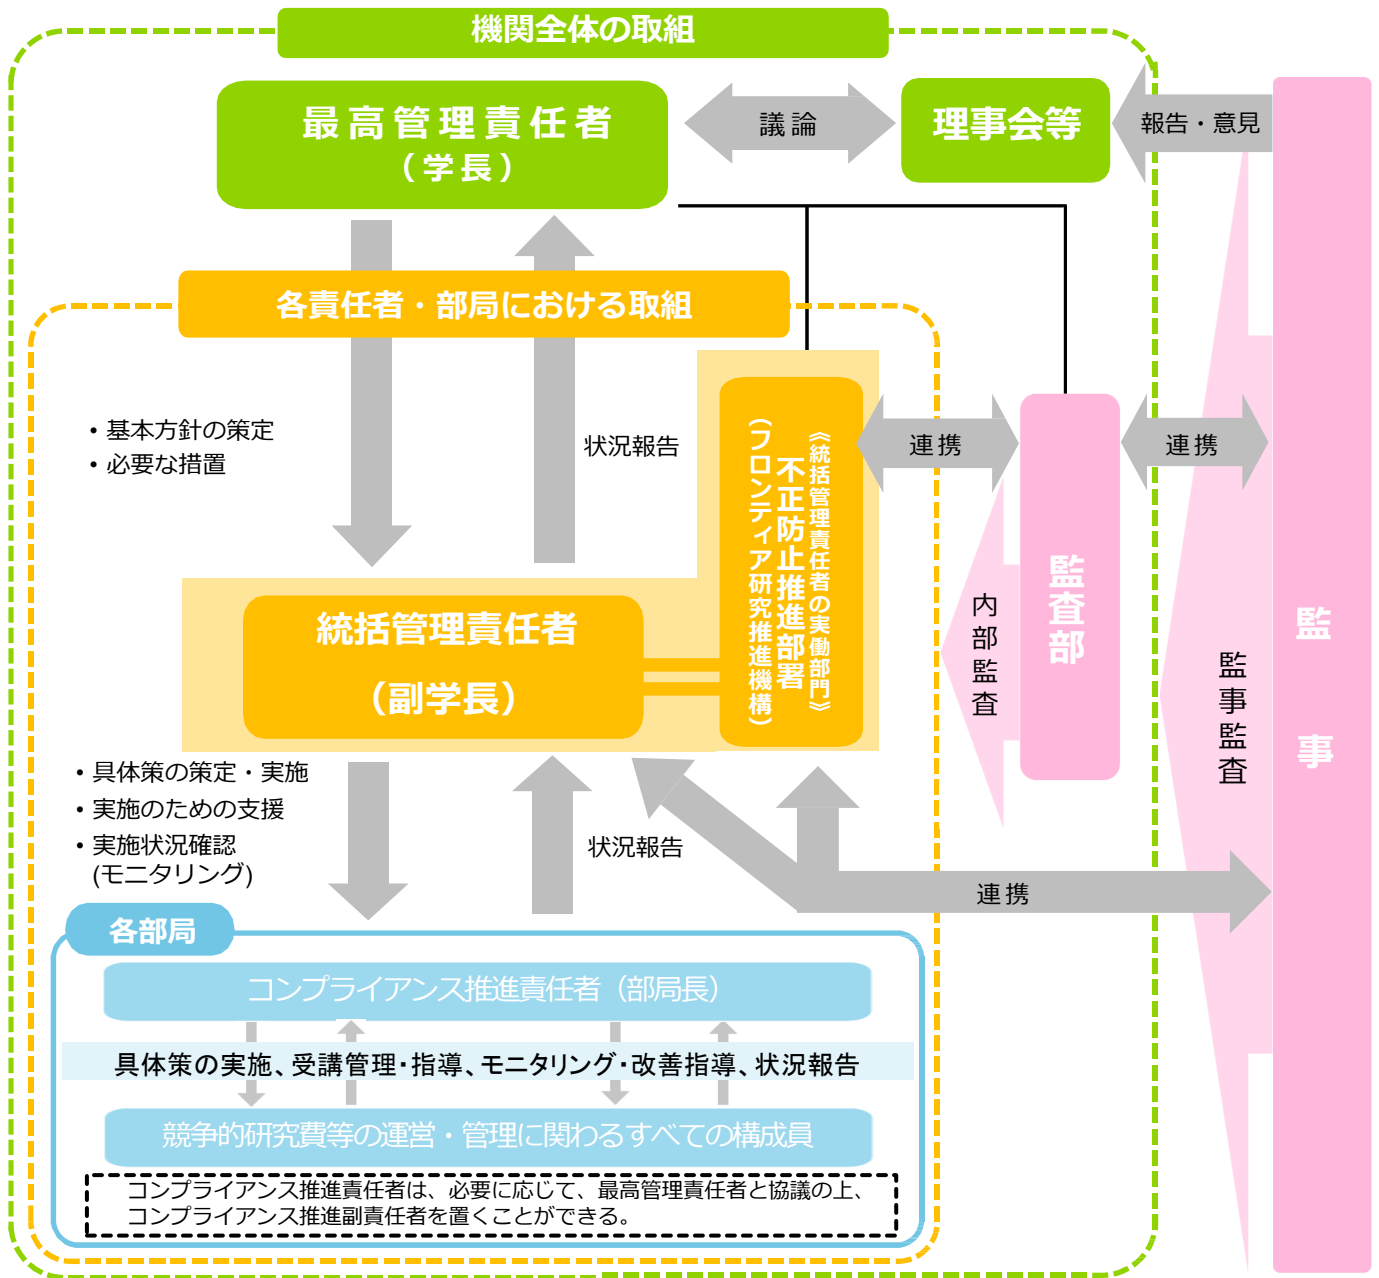 機関全体の取組
最高管理責任者
（学長）
議論
理事会等
報告・意見
各責任者・部局における取組
・基本方針の策定
・必要な措置
状況報告
《統括管理責任者の実働部門》
不正防止推進部署
（フロンティア研究推進機構）
連携
連携
監査部
内部監査
監事監査
監事
統括管理責任者
（副学長）
・具体策の策定・実施
・実施のための支援
・実施状況確認
(モニタリング)
状況報告
連携
各部局
コンプライアンス推進責任者（部局長）
具体策の実施、受講管理・指導、モニタリング・改善指導、状況報告
競争的研究費等の運営・管理に関わるすべての構成員
コンプライアンス推進責任者は、必要に応じて、最高管理責任者と協議の上、
コンプライアンス推進副責任者を置くことができる。